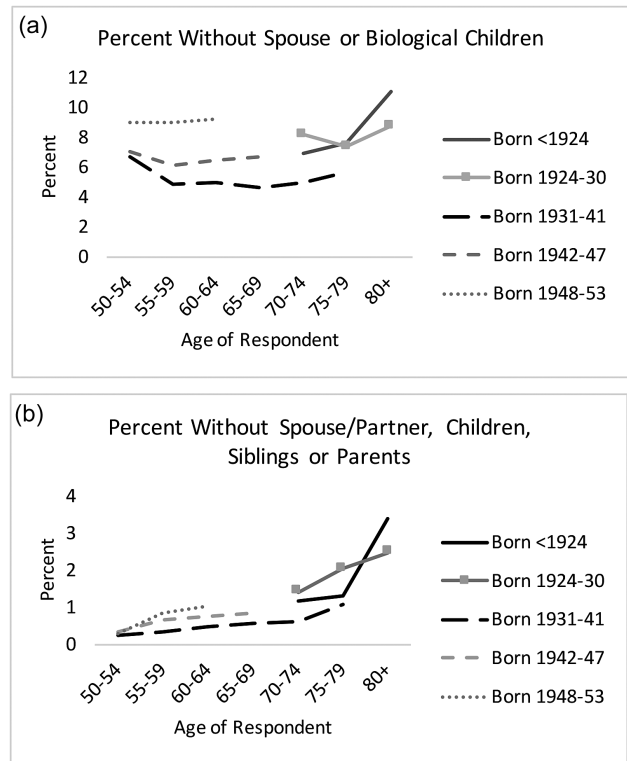 (a)
Percent Without Spouse or Biological Children
12
10
8
6
4
2
0
Percent
50-54
55-59
60-64
65-69
70-74
75-79
80+
Age of Respondent
Born <1924
Born 1924-30
Born 1931-41
Born 1942-47
Born 1948-53
(b)
Percent Without Spouse/Partner, Children,
Siblings or Parents
4
3
2
1
0
Percent
50-54
55-59
60-64
65-69
70-74
75-79
80+
Age of Respondent
Born <1924
Born 1924-30
Born 1931-41
Born 1942-47
Born 1948-53